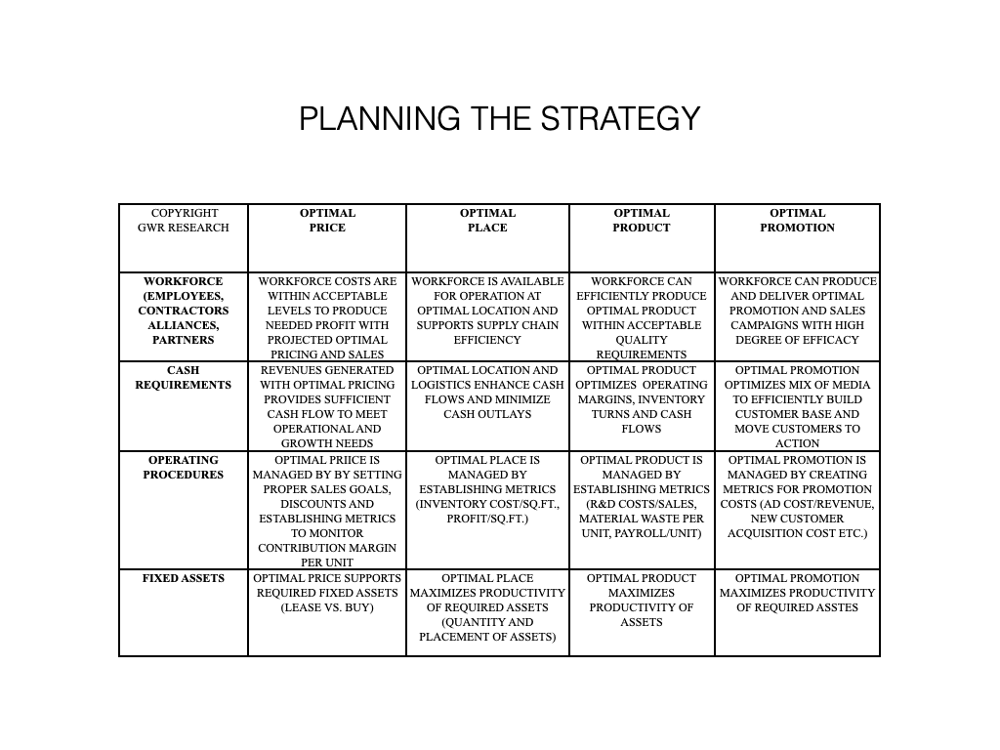 PLANNING THE STRATEGY
COPYRIGHT
GWR RESEARCH
OPTIMAL
PRICE
OPTIMAL
PLACE
OPTIMAL
PRODUCT
OPTIMAL
PROMOTION
WORKFORCE
(EMPLOYEES,
CONTRACTORS
ALLIANCES,
PARTNERS
WORKFORCE COSTS ARE
WITHIN ACCEPTABLE
LEVELS TO PRODUCE
NEEDED PROFIT WITH
PROJECTED OPTIMAL
PRICING AND SALES
WORKFORCE IS AVAILABLE
FOR OPERATION AT
OPTIMAL LOCATION AND
SUPPORTS SUPPLY CHAIN
EFFICIENCY
WORKFORCE CAN
EFFICIENTLY PRODUCE
OPTIMAL PRODUCT
WITHIN ACCEPTABLE
QUALITY
REQUIREMENTS
WORKFORCE CAN PRODUCE
AND DELIVER OPTIMAL
PROMOTION AND SALES
CAMPAIGNS WITH HIGH
DEGREE OF EFFICACY
CASH
REQUIREMENTS
REVENUES GENERATED
WITH OPTIMAL PRICING
PROVIDES SUFFICIENT
CASH FLOW TO MEET
OPERATIONAL AND
GROWTH NEEDS
OPTIMAL LOCATION AND
LOGISTICS ENHANCE CASH
FLOWS AND MINIMIZE
CASH OUTLAYS
OPTIMAL PRODUCT
OPTIMIZES  OPERATING
MARGINS, INVENTORY
TURNS AND CASH
FLOWS
OPTIMAL PROMOTION
OPTIMIZES MIX OF MEDIA
TO EFFICIENTLY BUILD
CUSTOMER BASE AND
MOVE CUSTOMERS TO
ACTION
OPERATING
PROCEDURES
OPTIMAL PRIICE IS
MANAGED BY BY SETTING
PROPER SALES GOALS,
DISCOUNTS AND
ESTABLISHING METRICS
TO MONITOR
CONTRIBUTION MARGIN
PER UNIT
OPTIMAL PLACE IS
MANAGED BY
ESTABLISHING METRICS
(INVENTORY COST/SQ.FT.,
PROFIT/SQ.FT.)
OPTIMAL PRODUCT IS
MANAGED BY
ESTABLISHING METRICS
(R&D COSTS/SALES,
MATERIAL WASTE PER
UNIT, PAYROLL/UNIT)
OPTIMAL PROMOTION IS
MANAGED BY CREATING
METRICS FOR PROMOTION
COSTS (AD COST/REVENUE,
NEW CUSTOMER
ACQUISITION COST ETC.)
FIXED ASSETS
OPTIMAL PRICE SUPPORTS
REQUIRED FIXED ASSETS
(LEASE VS. BUY)
OPTIMAL PLACE
MAXIMIZES PRODUCTIVITY
OF REQUIRED ASSETS
(QUANTITY AND
PLACEMENT OF ASSETS)
OPTIMAL PRODUCT
MAXIMIZES
PRODUCTIVITY OF
ASSETS
OPTIMAL PROMOTION
MAXIMIZES PRODUCTIVITY
OF REQUIRED ASSTES